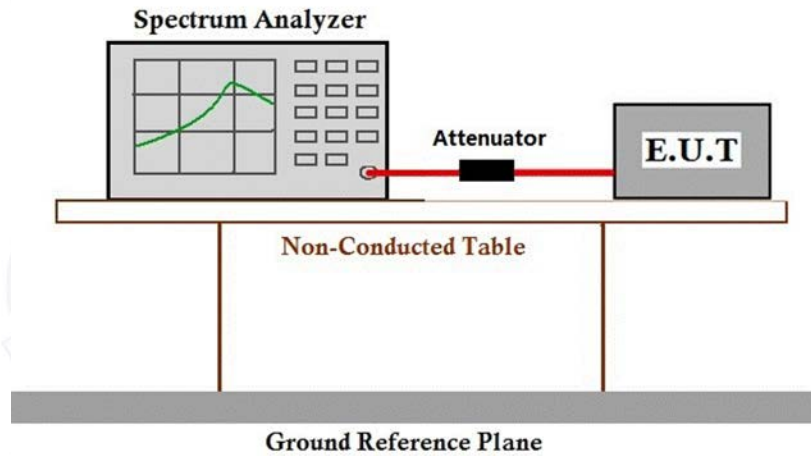 Spectrum Analyzer
Attenuator
E.U.T
Non-Conducted Table
Ground Reference Plane